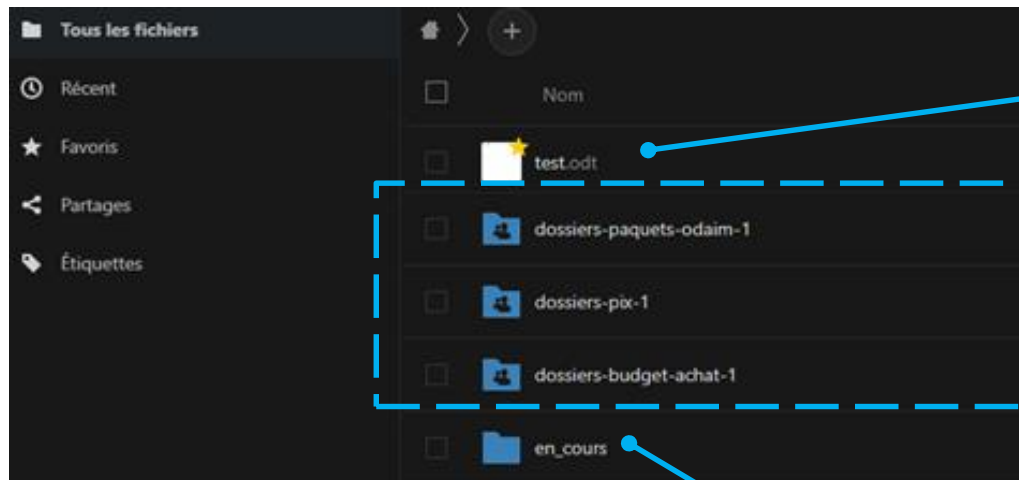 Tous les fichiers
Récent
Favoris
Partages
Étiquettes
Nom
test.odt
dossiers-paquets-odaim-1
dossiers-pix-1
dossiers-budget-achat-1
en_cours